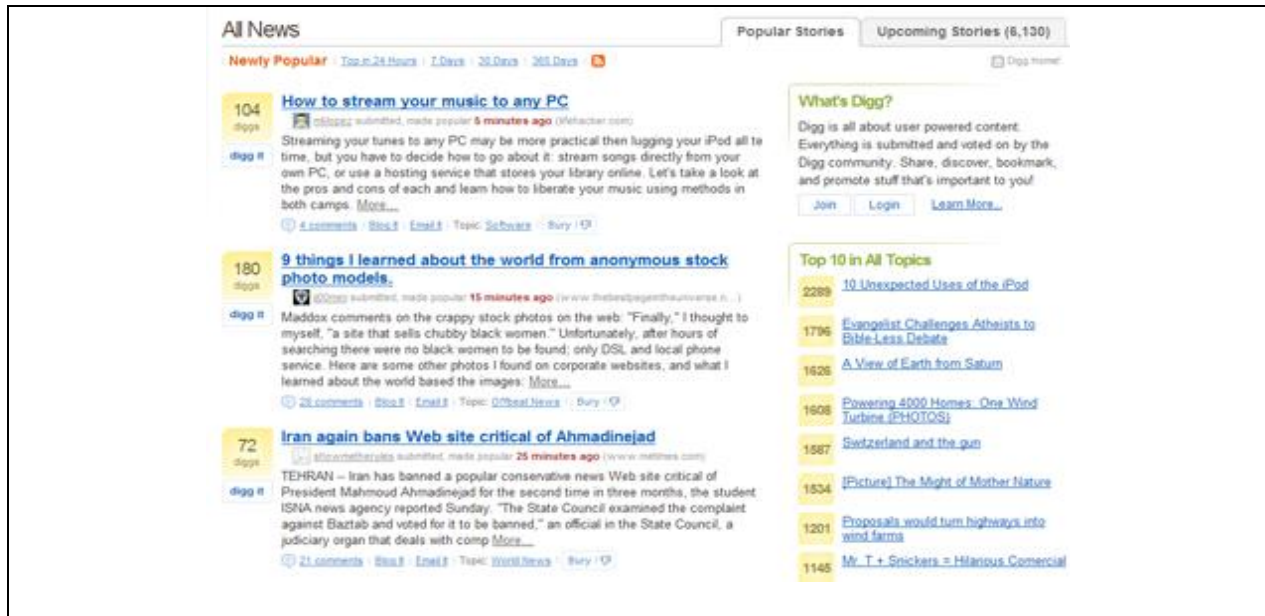 All News
Popular Stories
Upcoming Stories (6,130)
Newly Popular
Top in 24 Hours
7 Days
30 Days
365 Days
Digg home
104
diggs
digg it
How to stream your music to any PC
submitted, made popular 5 minutes ago (lifehacker.com)
Streaming your tunes to any PC may be more practical then lugging your iPod all te
time, but you have to decide how to go about it: stream songs directly from your
own PC, or use a hosting service that stores your library online. Let's take a look at
the pros and cons of each and learn how to liberate your music using methods in
both camps. More...
4 comments Blog It Email It Topic: Software Bury
180
diggs
digg it
9 things I learned about the world from anonymous stock
photo models.
submitted, made popular 15 minutes ago (www.thebestpageintheuniverse.n...)
Maddox comments on the crappy stock photos on the web: "Finally," I thought to
myself, "a site that sells chubby black women." Unfortunately, after hours of
searching there were no black women to be found; only DSL and local phone
service. Here are some other photos I found on corporate websites, and what I
learned about the world based the images: More...
28 comments Blog It Email It Topic: Offbeat News Bury
72
diggs
digg it
Iran again bans Web site critical of Ahmadinejad
submitted, made popular 25 minutes ago (www.metimes.com)
TEHRAN -- Iran has banned a popular conservative news Web site critical of
President Mahmoud Ahmadinejad for the second time in three months, the student
ISNA news agency reported Sunday. "The State Council examined the complaint
against Baztab and voted for it to be banned," an official in the State Council, a
judiciary organ that deals with comp More...
21 comments Blog It Email It Topic: World News Bury
What's Digg?
Digg is all about user powered content.
Everything is submitted and voted on by the
Digg community. Share, discover, bookmark,
and promote stuff that's important to you!
Join
Login
Learn More...
Top 10 in All Topics
2289 10 Unexpected Uses of the iPod
1796 Evangelist Challenges Atheists to
Bible-Less Debate
1626 A View of Earth from Saturn
1608 Powering 4000 Homes: One Wind
Turbine (PHOTOS)
1587 Switzerland and the gun
1534 [Picture] The Might of Mother Nature
1201 Proposals would turn highways into
wind farms
1145 Mr. T + Snickers = Hilarious Comercial